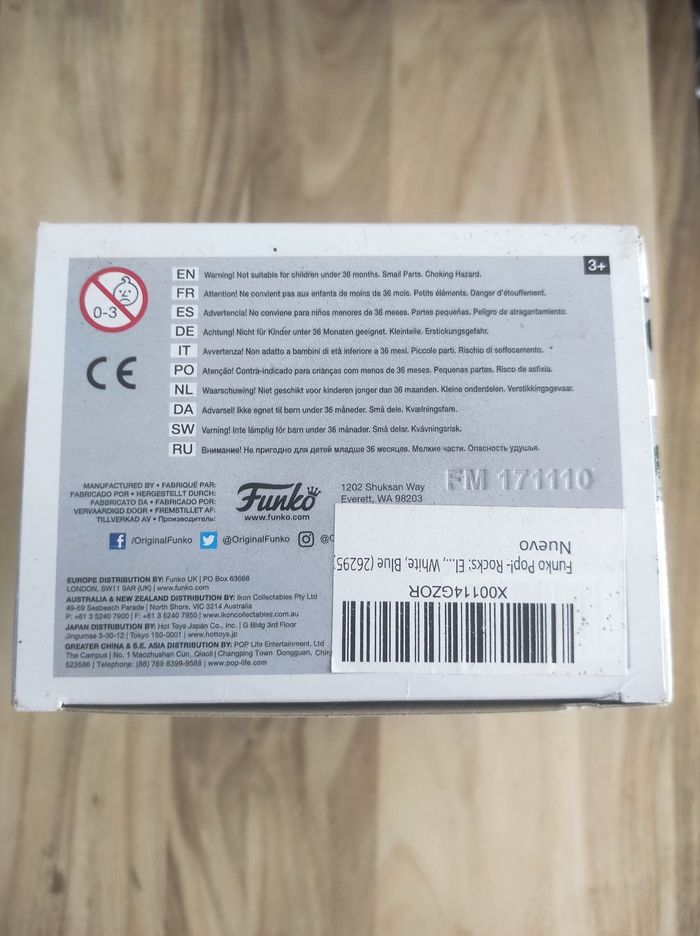 3+
0-3
CE
EN Warning! Not suitable for children under 36 months. Small Parts. Choking Hazard.
FR Attention! Ne convient pas aux enfants de moins de 36 mois. Petits éléments. Danger d'étouffement.
ES Advertencia! No conviene para niños menores de 36 meses. Partes pequeñas. Peligro de atragantamiento.
DE Achtung! Nicht für Kinder unter 36 Monaten geeignet. Kleinteile. Erstickungsgefahr.
IT Avvertenza! Non adatto a bambini di età inferiore a 36 mesi. Piccole parti. Rischio di soffocamento.
PO Atenção! Contra-indicado para crianças com menos de 36 meses. Pequenas partes. Risco de asfixia.
NL Waarschuwing! Niet geschikt voor kinderen jonger dan 36 maanden. Kleine onderdelen. Verstikkingsgevaar.
DA Advarsel! Ikke egnet til børn under 36 måneder. Små dele. Kvælningsfare.
SW Varning! Inte lämplig för barn under 36 månader. Små delar. Kvävningsrisk.
RU Внимание! Не пригодно для детей младше 36 месяцев. Мелкие части. Опасность удушья.
MANUFACTURED BY • FABRIQUÉ PAR:
FABRICADO POR • HERGESTELLT DURCH:
FABBRICATO DA • FABRICADO POR:
VERVAARDIGD DOOR • FREMSTILLET AF:
TILLVERKAD AV • Производитель:
Funko
www.funko.com
1202 Shuksan Way
Everett, WA 98203
FM 171110
/OriginalFunko @OriginalFunko
EUROPE DISTRIBUTION BY: Funko UK | PO Box 63668
LONDON, SW11 9AR (UK) | www.funko.com
AUSTRALIA & NEW ZEALAND DISTRIBUTION BY: Ikon Collectables Pty Ltd
49-59 Seabeach Parade | North Shore, VIC 3214 Australia
P: +61 3 5240 7900 | F: +61 3 5240 7950 | www.ikoncollectables.com.au
JAPAN DISTRIBUTION BY: Hot Toys Japan Co., Inc. | G Bldg 3rd Floor
Jingumae 3-30-12 | Tokyo 150-0001 | www.hottoys.jp
GREATER CHINA & S.E. ASIA DISTRIBUTION BY: POP Life Entertainment, Ltd
The Campus | No. 1 Maozhushan Cun, Qiaoli | Changping Town Dongguan,
523586 | Telephone: (86) 769 8399-9588 | www.pop-life.com
X00114GZOR
Funko Pop!- Rocks: El..., White, Blue (26295)
Nuevo